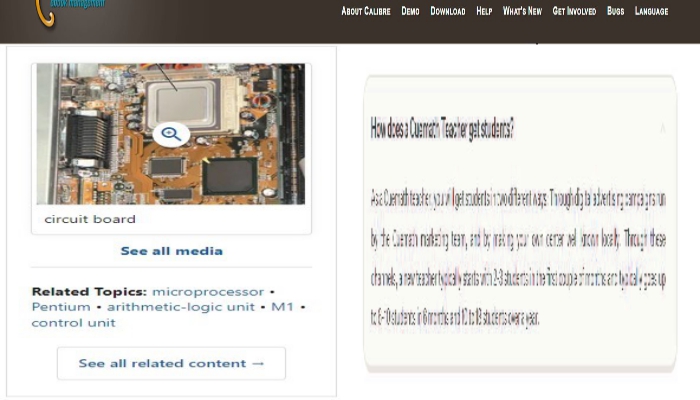 ebook management
About Calibre Demo Download Help What's New Get Involved Bugs Language
circuit board
See all media
Related Topics: microprocessor •
Pentium • arithmetic-logic unit • M1 •
control unit
See all related content →
How does a Cuemath Teacher get students?
As a Cuemath teacher, you will get students in two different ways. Through digital advertising campaigns run
by the Cuemath marketing team, and by making your own center well known locally. Through these
channels, a new teacher typically starts with 2-3 students in the first couple of months and typically goes up
to 6-10 students in 6 months and 10 to 18 students over a year.